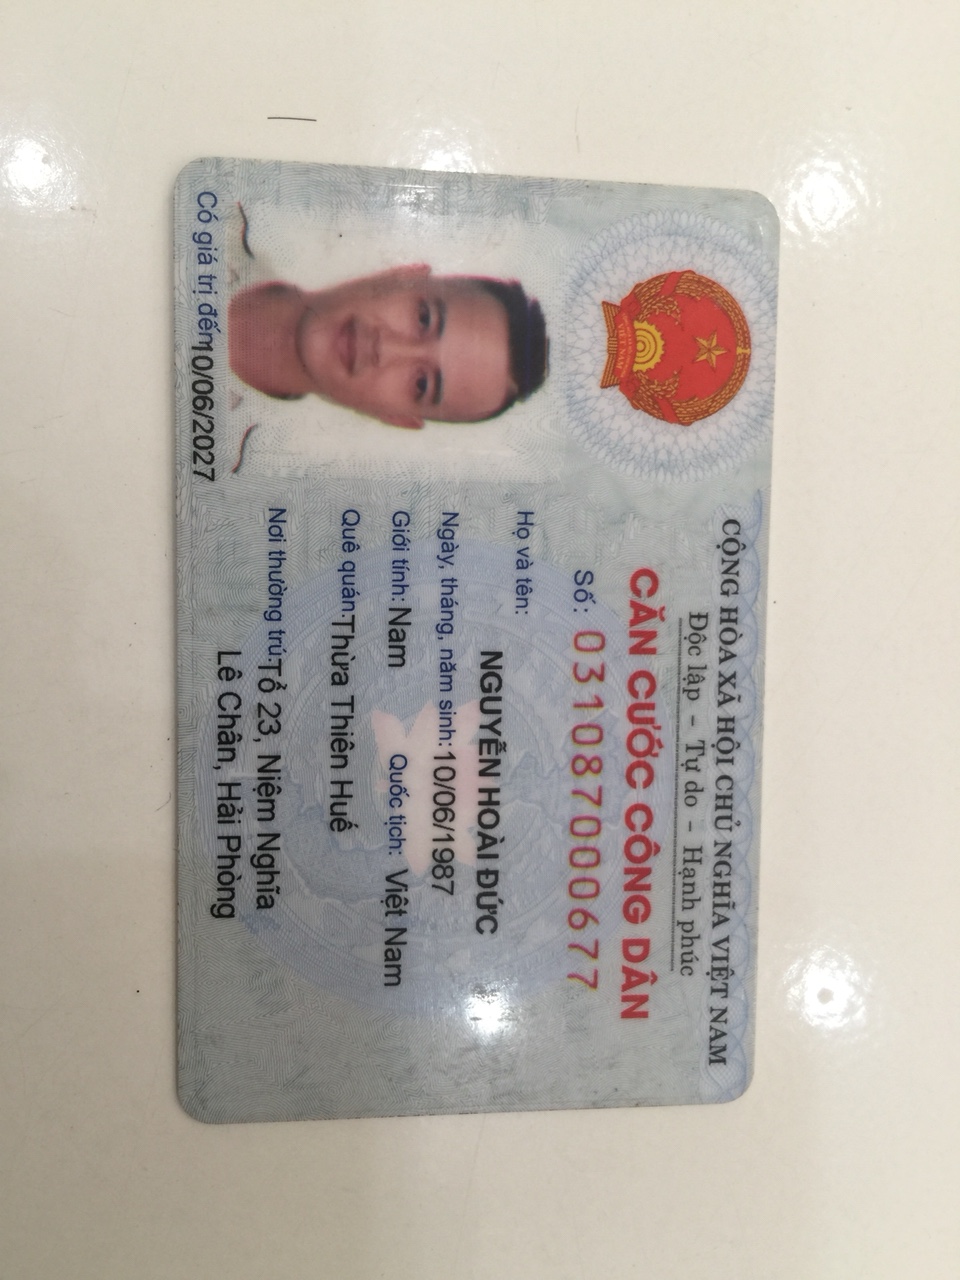 CỘNG HÒA XÃ HỘI CHỦ NGHĨA VIỆT NAM
Độc lập - Tự do - Hạnh phúc
CĂN CƯỚC CÔNG DÂN
Số: 031087000677
Họ và tên:
NGUYỄN HOÀI ĐỨC
Ngày, tháng, năm sinh: 10/06/1987
Giới tính: Nam Quốc tịch: Việt Nam
Quê quán: Thừa Thiên Huế
Nơi thường trú: Tổ 23, Niệm Nghĩa
Lê Chân, Hải Phòng
VIỆT NAM
Có giá trị đến 10/06/2027